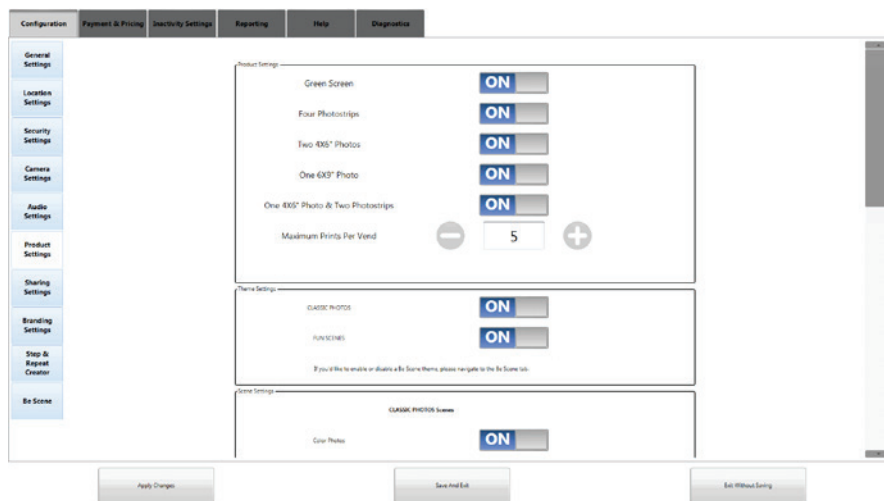 Configuration
Payment & Pricing
Inactivity Settings
Reporting
Help
Diagnostics
General
Settings
Location
Settings
Security
Settings
Camera
Settings
Audio
Settings
Product
Settings
Sharing
Settings
Branding
Settings
Step &
Repeat
Creator
Be Scene
Product Settings
Green Screen
ON
Four Photostrips
ON
Two 4X6" Photos
ON
One 6X9" Photo
ON
One 4X6" Photo & Two Photostrips
ON
Maximum Prints Per Vend
5
Theme Settings
CLASSIC PHOTOS
ON
FUN SCENES
ON
If you'd like to enable or disable a Be Scene theme, please navigate to the Be Scene tab.
Scene Settings
CLASSIC PHOTOS Scenes
Color Photos
ON
Apply Changes
Save And Exit
Exit Without Saving